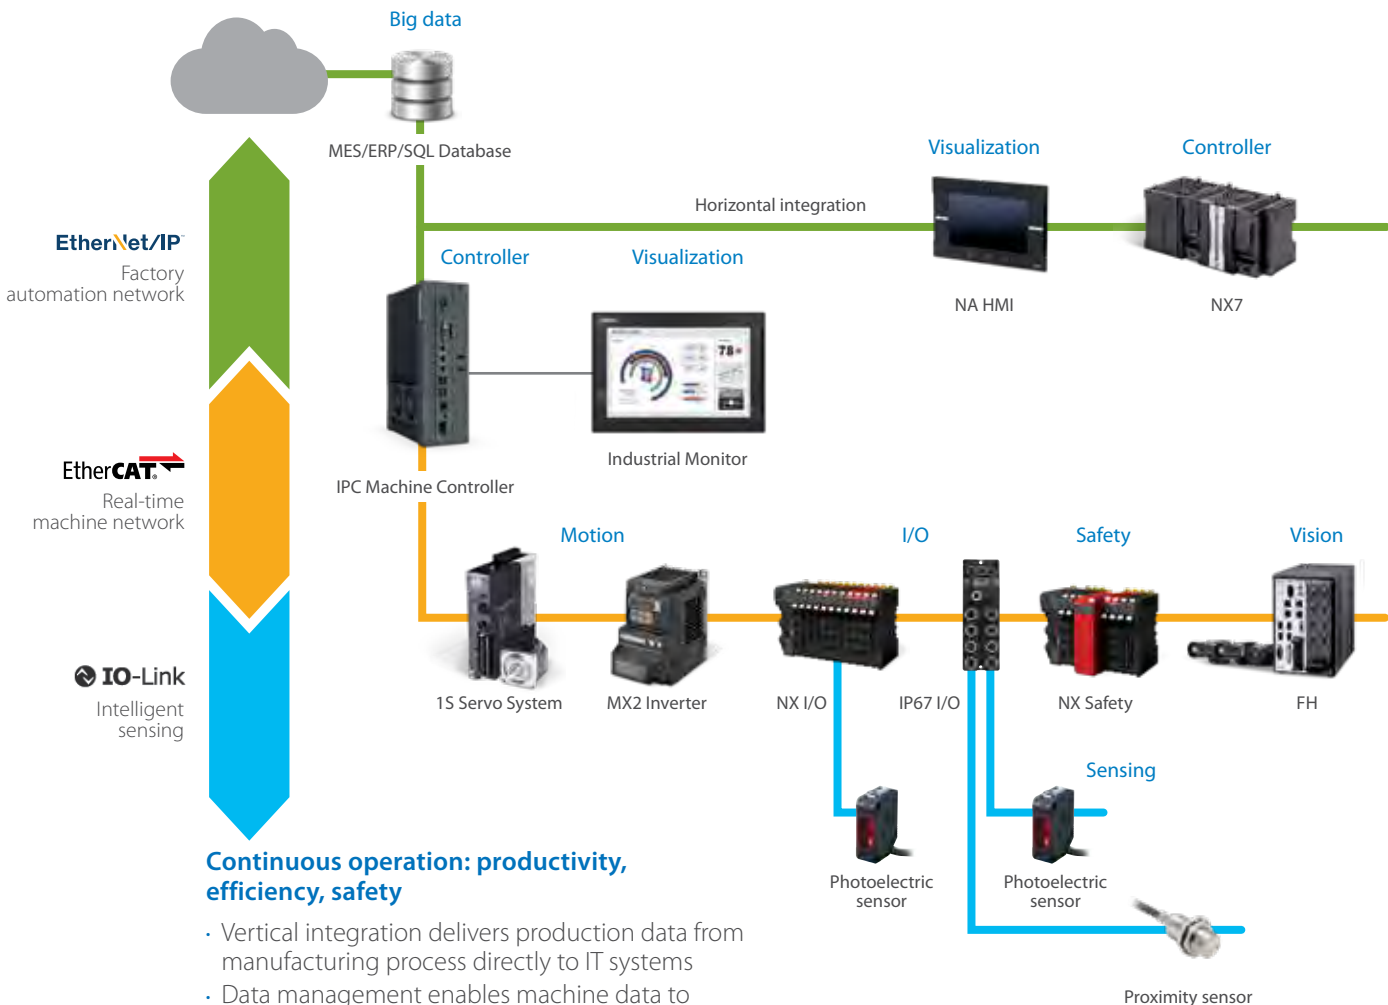 Big data
MES/ERP/SQL Database
Visualization
Controller
Horizontal integration
EtherNet/IP
Factory
automation network
Controller
Visualization
NA HMI
NX7
78
Industrial Monitor
EtherCAT®
Real-time
machine network
IPC Machine Controller
Motion
I/O
Safety
Vision
IO-Link
Intelligent
sensing
1S Servo System
MX2 Inverter
NX I/O
IP67 I/O
NX Safety
FH
Sensing
Photoelectric
sensor
Photoelectric
sensor
Proximity sensor
Continuous operation: productivity,
efficiency, safety
· Vertical integration delivers production data from
manufacturing process directly to IT systems
· Data management enables machine data to